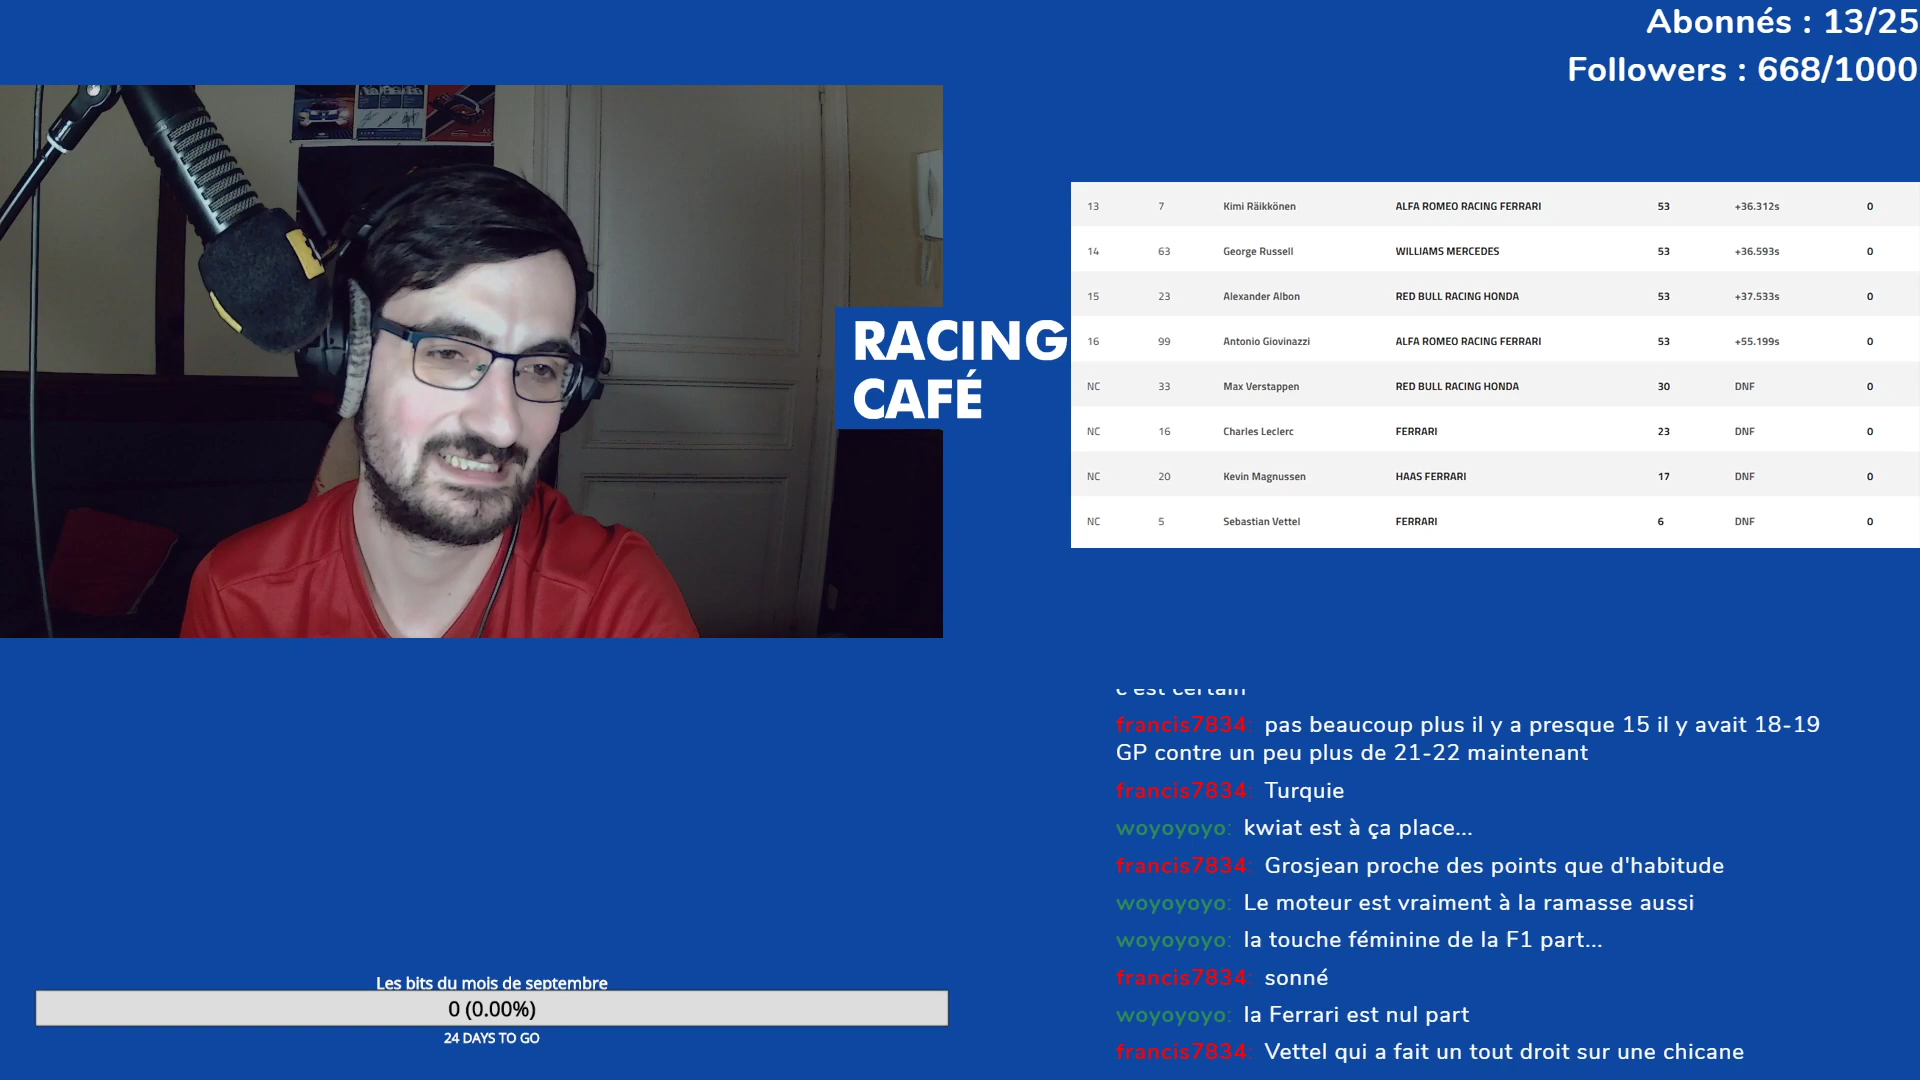 Abonnés : 13/25
Followers : 668/1000
RACING
CAFÉ
13 7 Kimi Räikkönen ALFA ROMEO RACING FERRARI 53 +36.312s 0
14 63 George Russell WILLIAMS MERCEDES 53 +36.593s 0
15 23 Alexander Albon RED BULL RACING HONDA 53 +37.533s 0
16 99 Antonio Giovinazzi ALFA ROMEO RACING FERRARI 53 +55.199s 0
NC 33 Max Verstappen RED BULL RACING HONDA 30 DNF 0
NC 16 Charles Leclerc FERRARI 23 DNF 0
NC 20 Kevin Magnussen HAAS FERRARI 17 DNF 0
NC 5 Sebastian Vettel FERRARI 6 DNF 0
c'est certain
francis7834: pas beaucoup plus il y a presque 15 il y avait 18-19
GP contre un peu plus de 21-22 maintenant
francis7834: Turquie
woyoyoyo: kwiat est à ça place...
francis7834: Grosjean proche des points que d'habitude
woyoyoyo: Le moteur est vraiment à la ramasse aussi
woyoyoyo: la touche féminine de la F1 part...
francis7834: sonné
woyoyoyo: la Ferrari est nul part
francis7834: Vettel qui a fait un tout droit sur une chicane
Les bits du mois de septembre
0 (0.00%)
24 DAYS TO GO